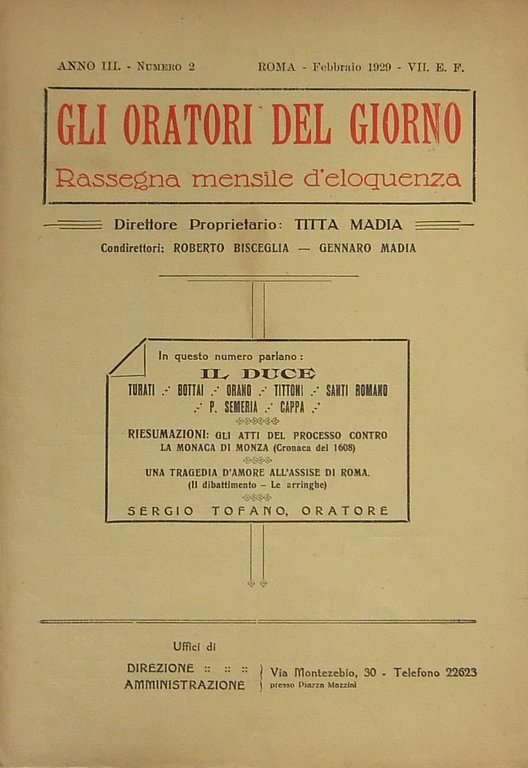 ANNO III. - NUMERO 2 ROMA - Febbraio 1929 - VII. E. F.
GLI ORATORI DEL GIORNO
Rassegna mensile d'eloquenza
Direttore Proprietario: TITTA MADIA
Condirettori: ROBERTO BISCEGLIA — GENNARO MADIA
In questo numero parlano:
IL DUCE
TURATI .·' BOTTAI .·' ORANO .·' TITTONI .·' SANTI ROMANO
.·' P. SEMERIA .·' CAPPA .·'
RIESUMAZIONI: GLI ATTI DEL PROCESSO CONTRO
LA MONACA DI MONZA (Cronaca del 1608)
UNA TRAGEDIA D'AMORE ALL'ASSISE DI ROMA.
(Il dibattimento - Le arringhe)
SERGIO TOFANO, ORATORE
Uffici di
DIREZIONE :: :: ::
AMMINISTRAZIONE
Via Montezebio, 30 - Telefono 22623
presso Piazza Mazzini